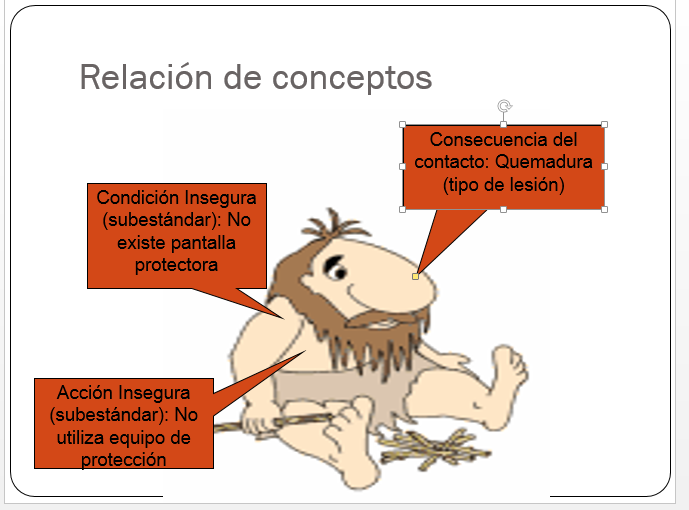 Relación de conceptos
Consecuencia del
contacto: Quemadura
(tipo de lesión)
Condición Insegura
(subestándar): No
existe pantalla
protectora
Acción Insegura
(subestándar): No
utiliza equipo de
protección